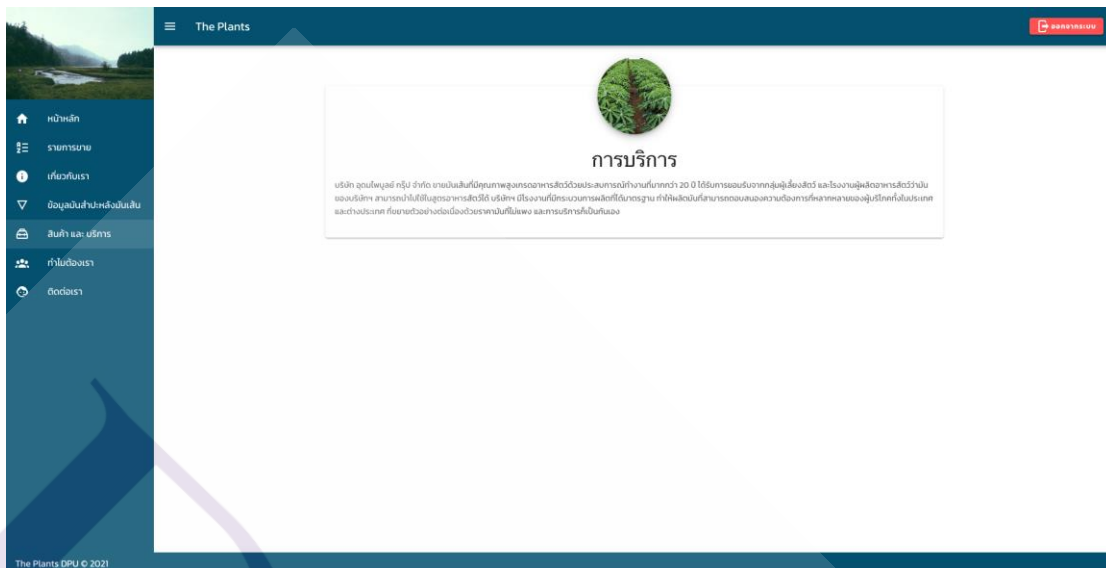 The Plants
ออกจากระบบ
หน้าหลัก
รายการขาย
เกี่ยวกับเรา
ข้อมูลมันสำปะหลังมันเส้น
สินค้า และ บริการ
ทำไมต้องเรา
ติดต่อเรา
การบริการ
บริษัท อุดมไพบูลย์ กรุ๊ป จำกัด ขายมันเส้นที่มีคุณภาพสูงเกรดอาหารสัตว์ด้วยประสบการณ์ทำงานที่มากกว่า 20 ปี ได้รับการยอมรับจากกลุ่มผู้เลี้ยงสัตว์ และโรงงานผู้ผลิตอาหารสัตว์ว่ามัน
ของบริษัทฯ สามารถนำไปใช้ในสูตรอาหารสัตว์ได้ บริษัทฯ มีโรงงานที่มีกระบวนการผลิตที่ได้มาตรฐาน ทำให้ผลิตมันที่สามารถตอบสนองความต้องการที่หลากหลายของผู้บริโภคทั้งในประเทศ
และต่างประเทศ ที่ขยายตัวอย่างต่อเนื่องด้วยราคามันที่ไม่แพง และการบริการที่เป็นกันเอง
The Plants DPU © 2021